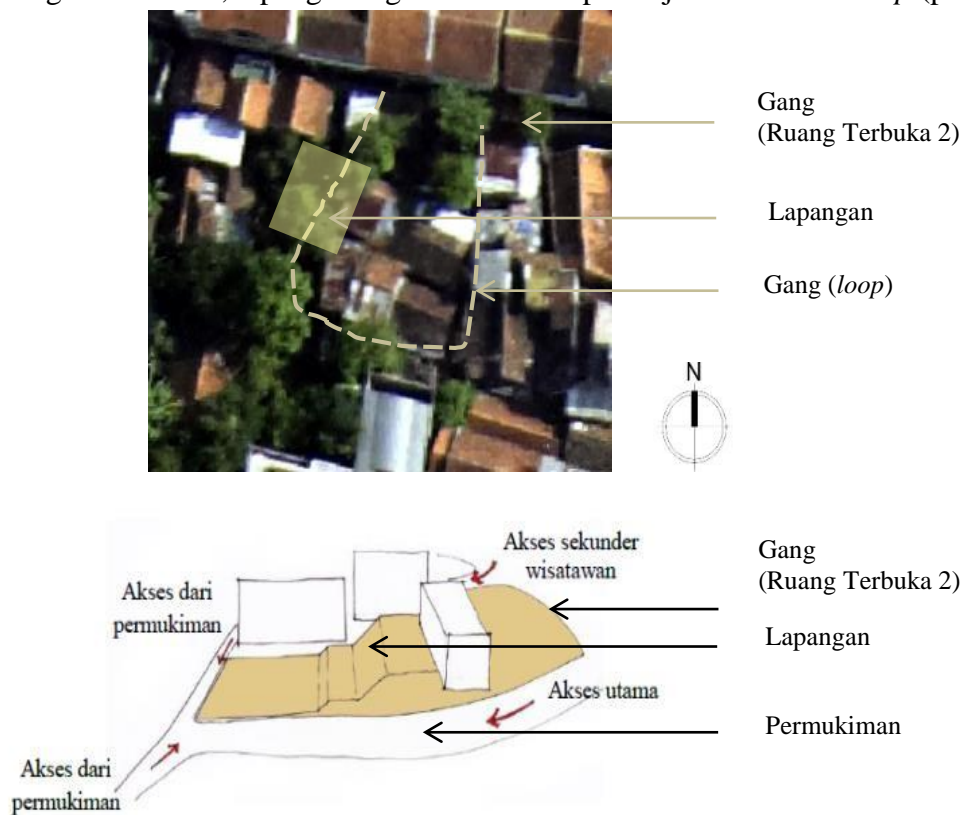 Gang
(Ruang Terbuka 2)
Lapangan
Gang (loop)
N
Akses sekunder
wisatawan
Akses dari
permukiman
Akses utama
Akses dari
permukiman
Gang
(Ruang Terbuka 2)
Lapangan
Permukiman